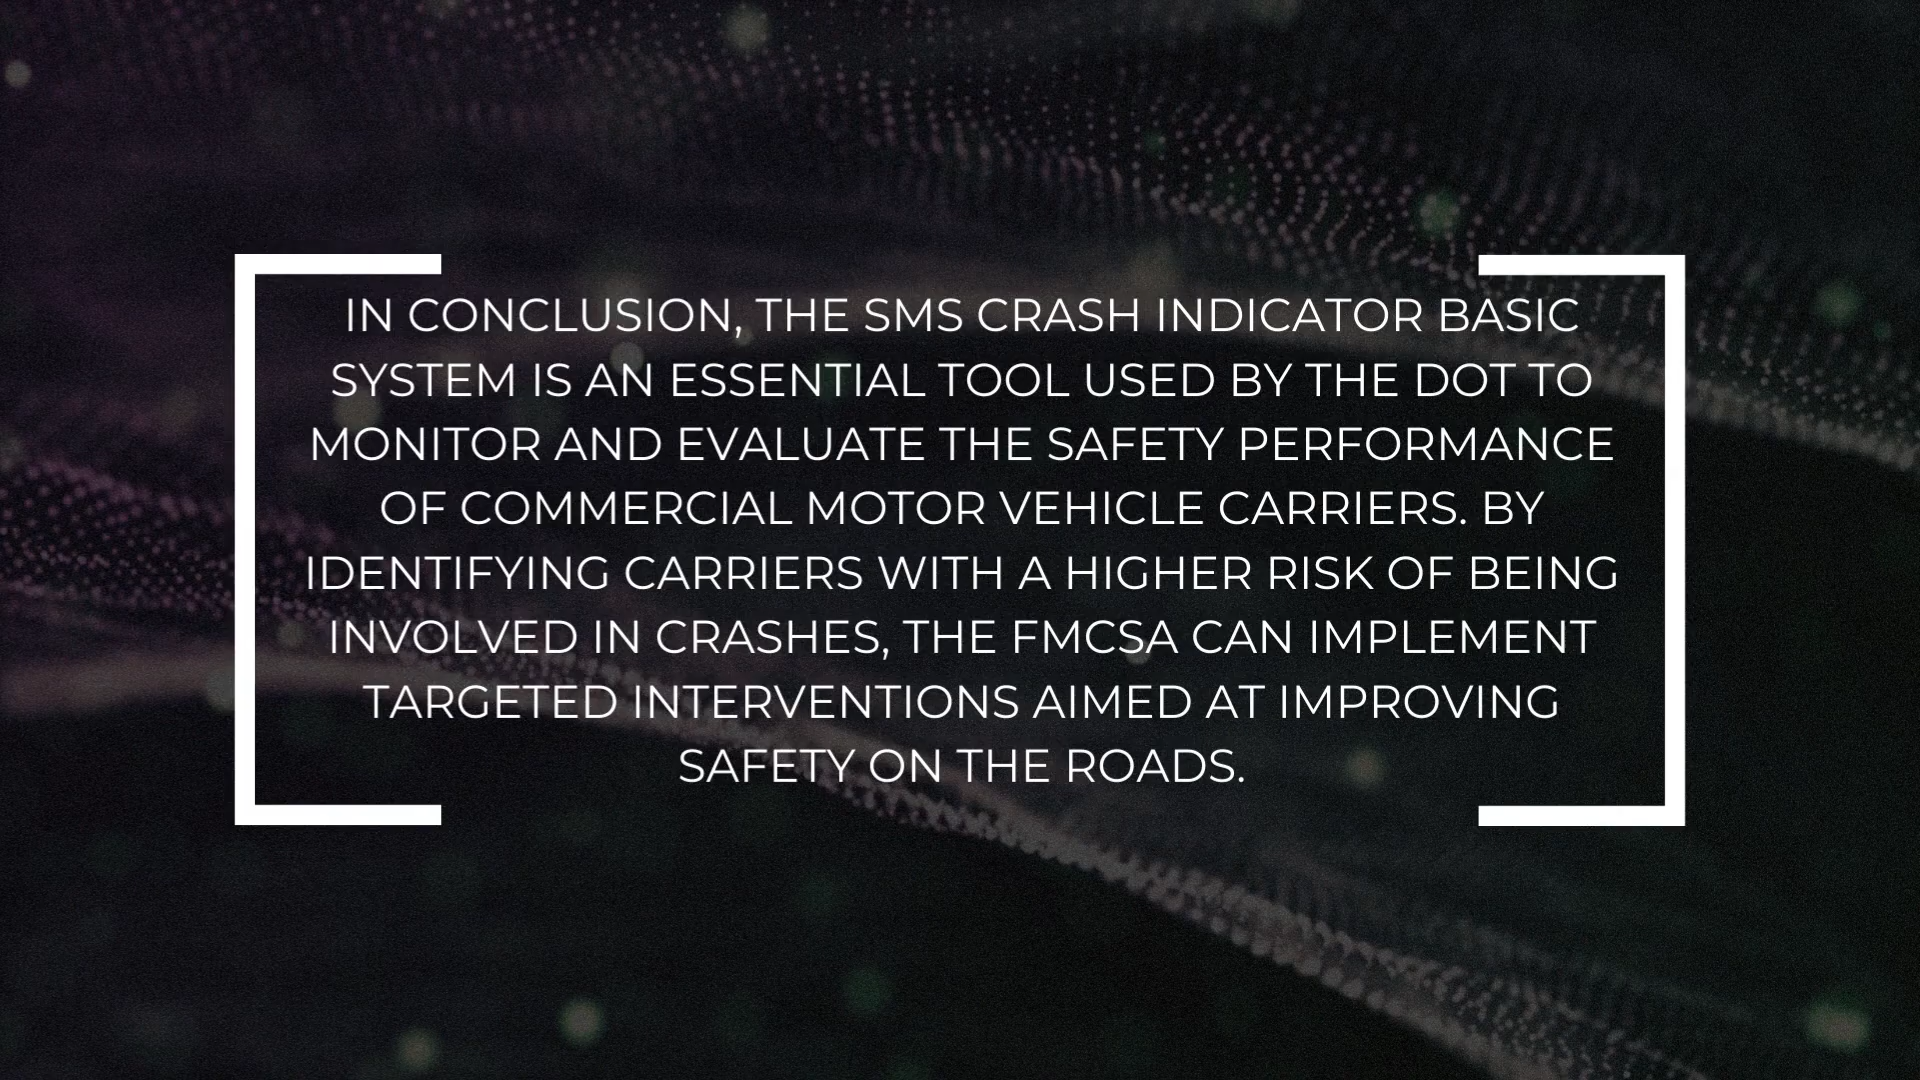 IN CONCLUSION, THE SMS CRASH INDICATOR BASIC
SYSTEM IS AN ESSENTIAL TOOL USED BY THE DOT TO
MONITOR AND EVALUATE THE SAFETY PERFORMANCE
OF COMMERCIAL MOTOR VEHICLE CARRIERS. BY
IDENTIFYING CARRIERS WITH A HIGHER RISK OF BEING
INVOLVED IN CRASHES, THE FMCSA CAN IMPLEMENT
TARGETED INTERVENTIONS AIMED AT IMPROVING
SAFETY ON THE ROADS.